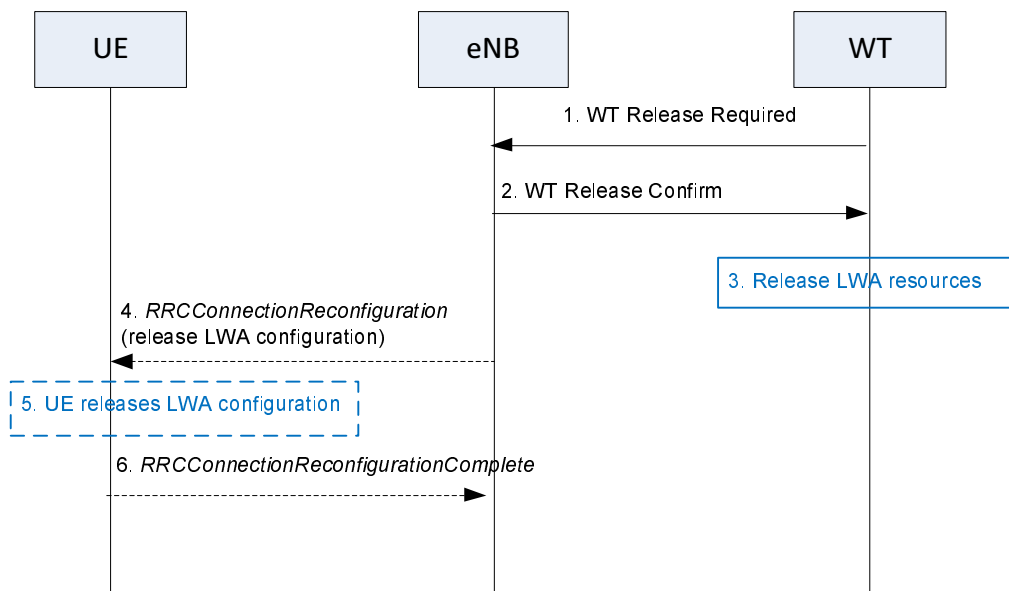 UE
eNB
WT
1. WT Release Required
2. WT Release Confirm
3. Release LWA resources
4. RRCConnectionReconfiguration
(release LWA configuration)
5. UE releases LWA configuration
6. RRCConnectionReconfigurationComplete